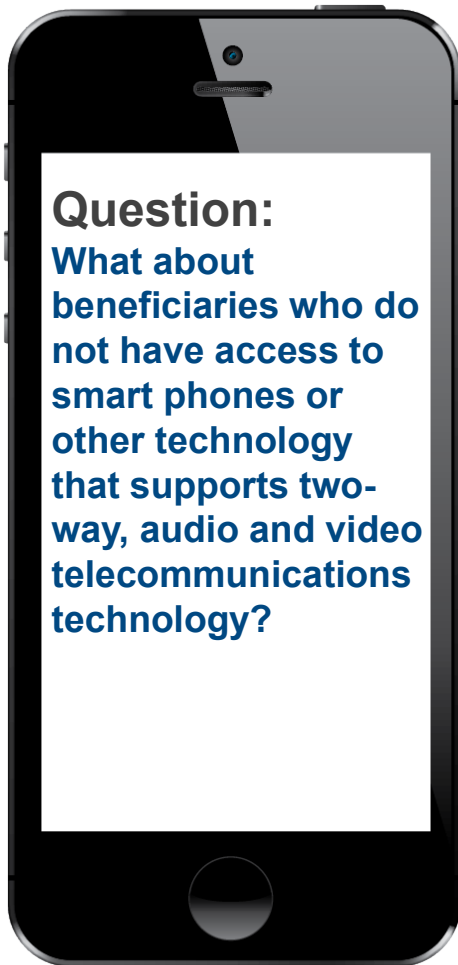 Question:
What about
beneficiaries who do
not have access to
smart phones or
other technology
that supports two-
way, audio and video
telecommunications
technology?